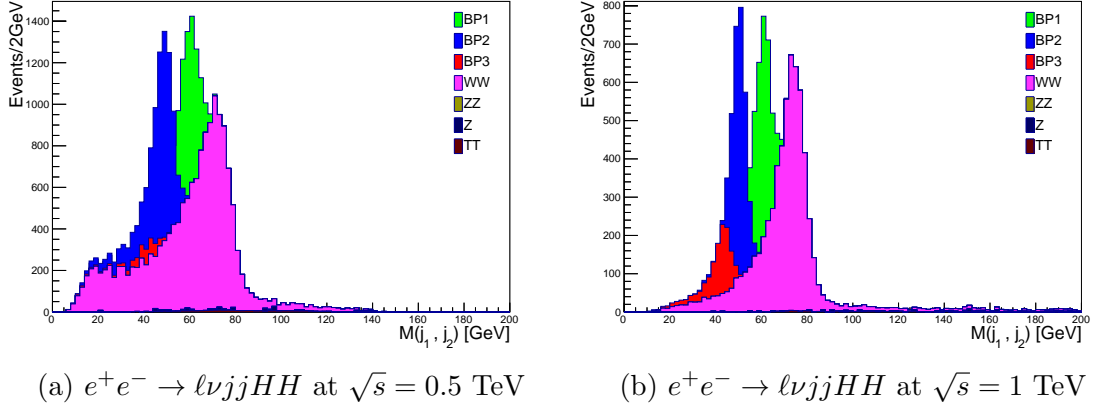 Events/2GeV
1400
1200
1000
800
600
400
200
0
0 20 40 60 80 100 120 140 160 180 200
M(j₁ , j₂) [GeV]
BP1
BP2
BP3
WW
ZZ
Z
TT
(a) e⁺e⁻ → ℓνjjHH at √s = 0.5 TeV
Events/2GeV
800
700
600
500
400
300
200
100
0
0 20 40 60 80 100 120 140 160 180 200
M(j₁ , j₂) [GeV]
BP1
BP2
BP3
WW
ZZ
Z
TT
(b) e⁺e⁻ → ℓνjjHH at √s = 1 TeV